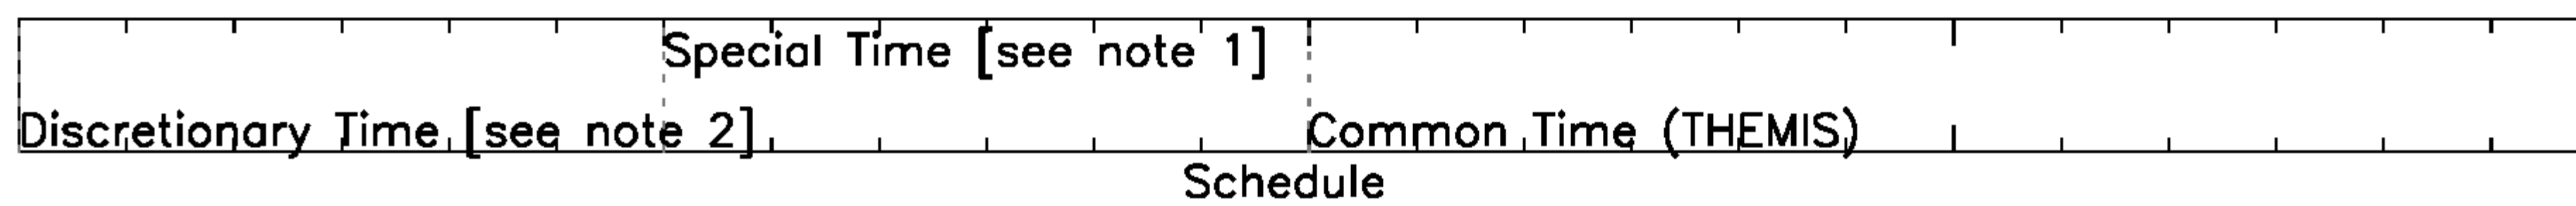 Special Time [see note 1]
Discretionary Time [see note 2]
Common Time (THEMIS)
Schedule